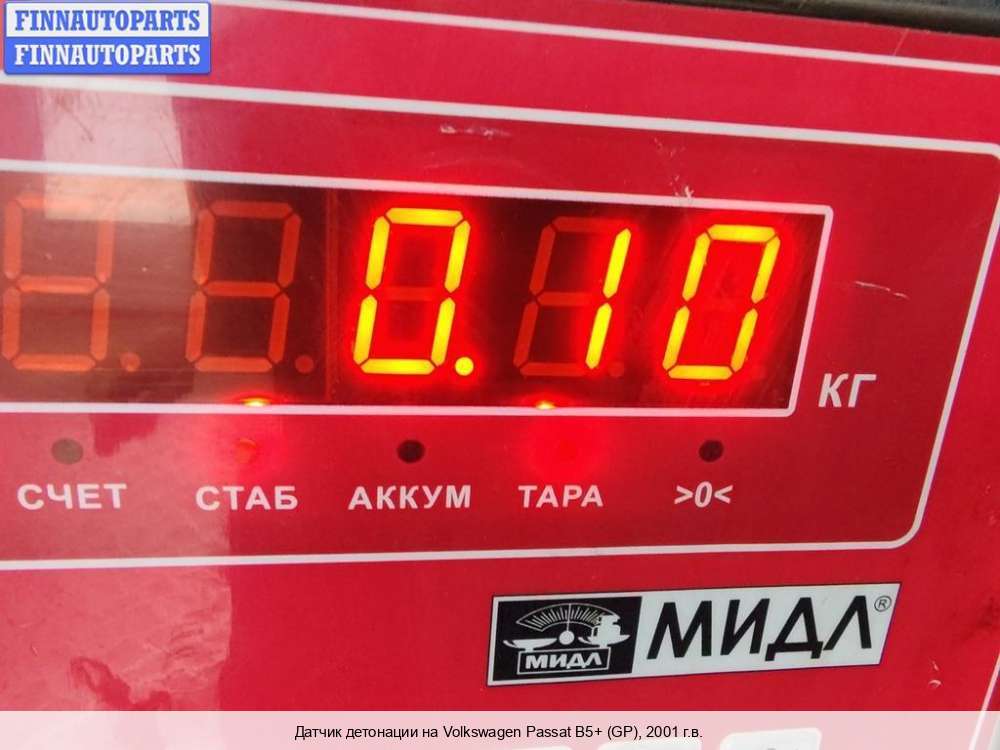 FINNAUTOPARTS
FINNAUTOPARTS
0.10
КГ
СЧЕТ СТАБ АККУМ ТАРА >0<
МИДЛ МИДЛ®
Датчик детонации на Volkswagen Passat B5+ (GP), 2001 г.в.